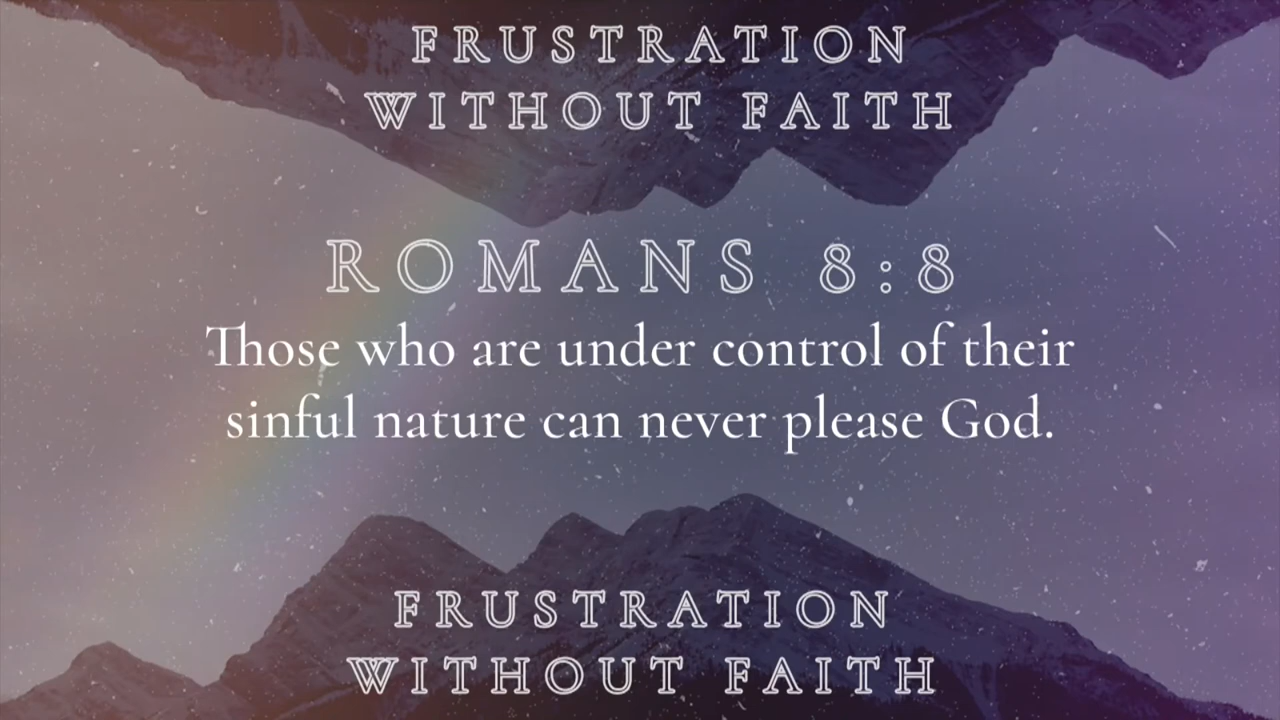 FRUSTRATION
WITHOUT FAITH
ROMANS 8:8
Those who are under control of their
sinful nature can never please God.
FRUSTRATION
WITHOUT FAITH